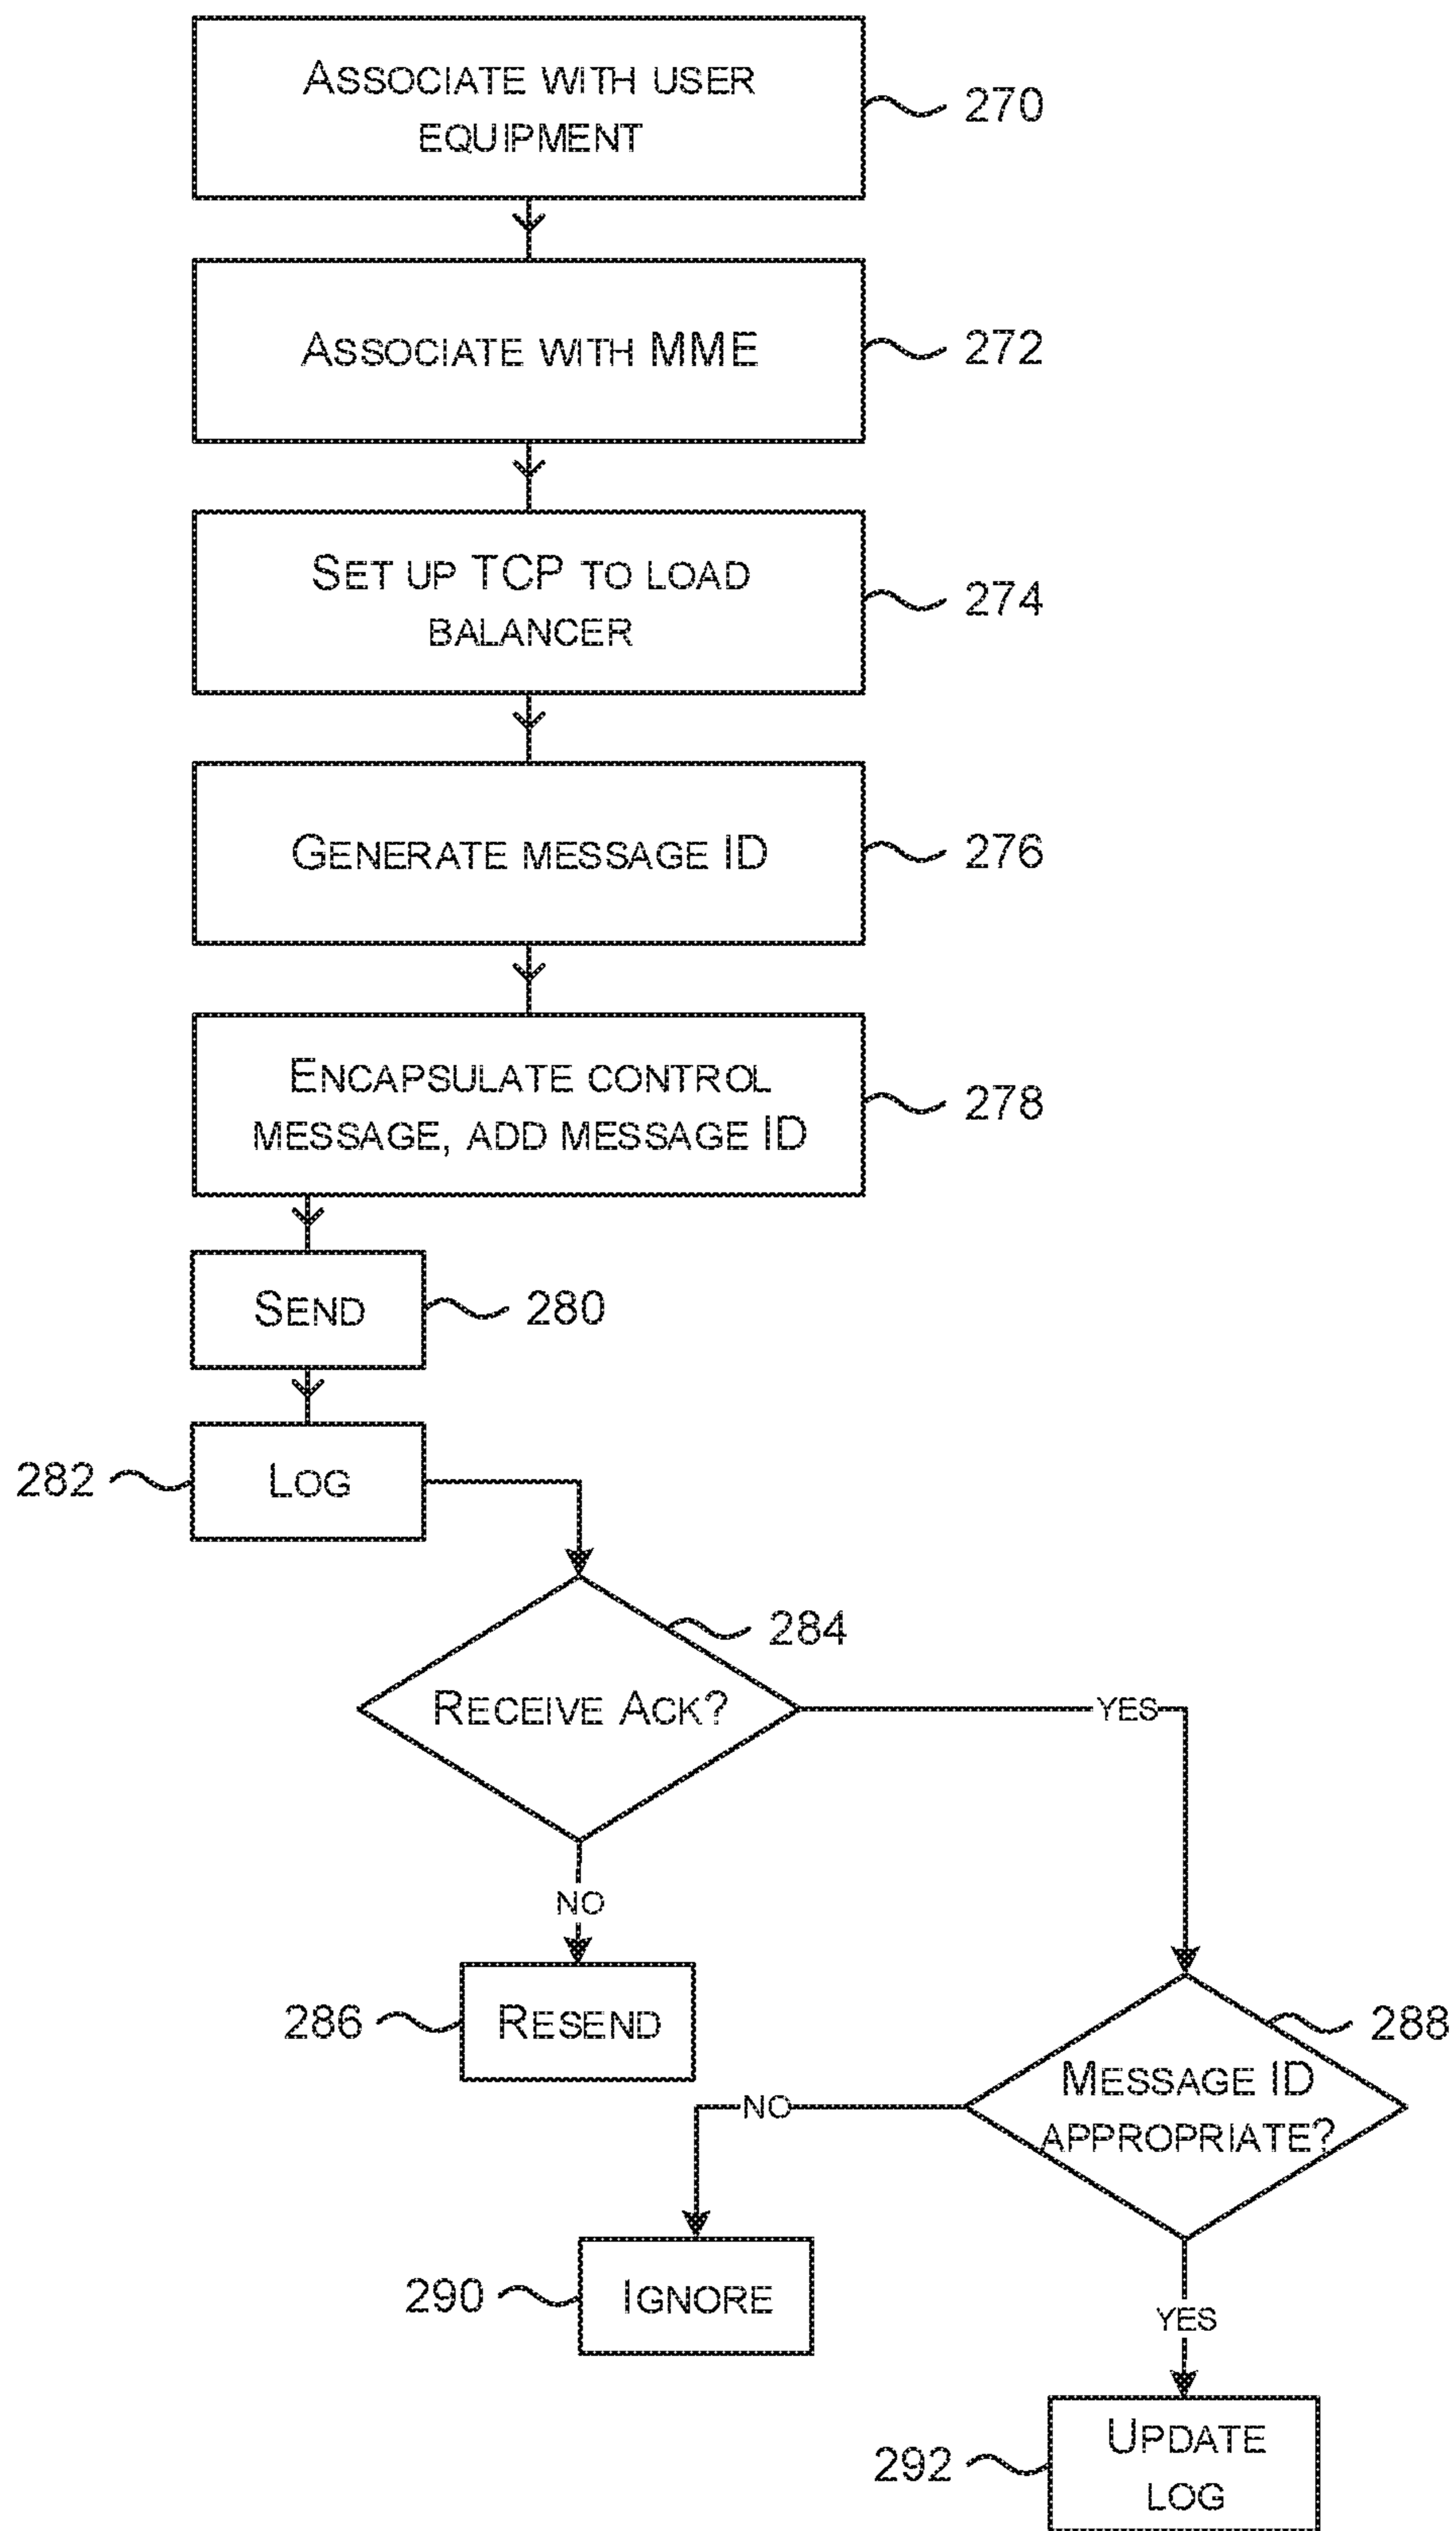 ASSOCIATE WITH USER
EQUIPMENT
270
ASSOCIATE WITH MME
272
SET UP TCP TO LOAD
BALANCER
274
GENERATE MESSAGE ID
276
ENCAPSULATE CONTROL
MESSAGE, ADD MESSAGE ID
278
SEND
280
282
LOG
284
RECEIVE ACK?
YES
NO
286
RESEND
288
MESSAGE ID
APPROPRIATE?
NO
290
IGNORE
YES
292
UPDATE
LOG